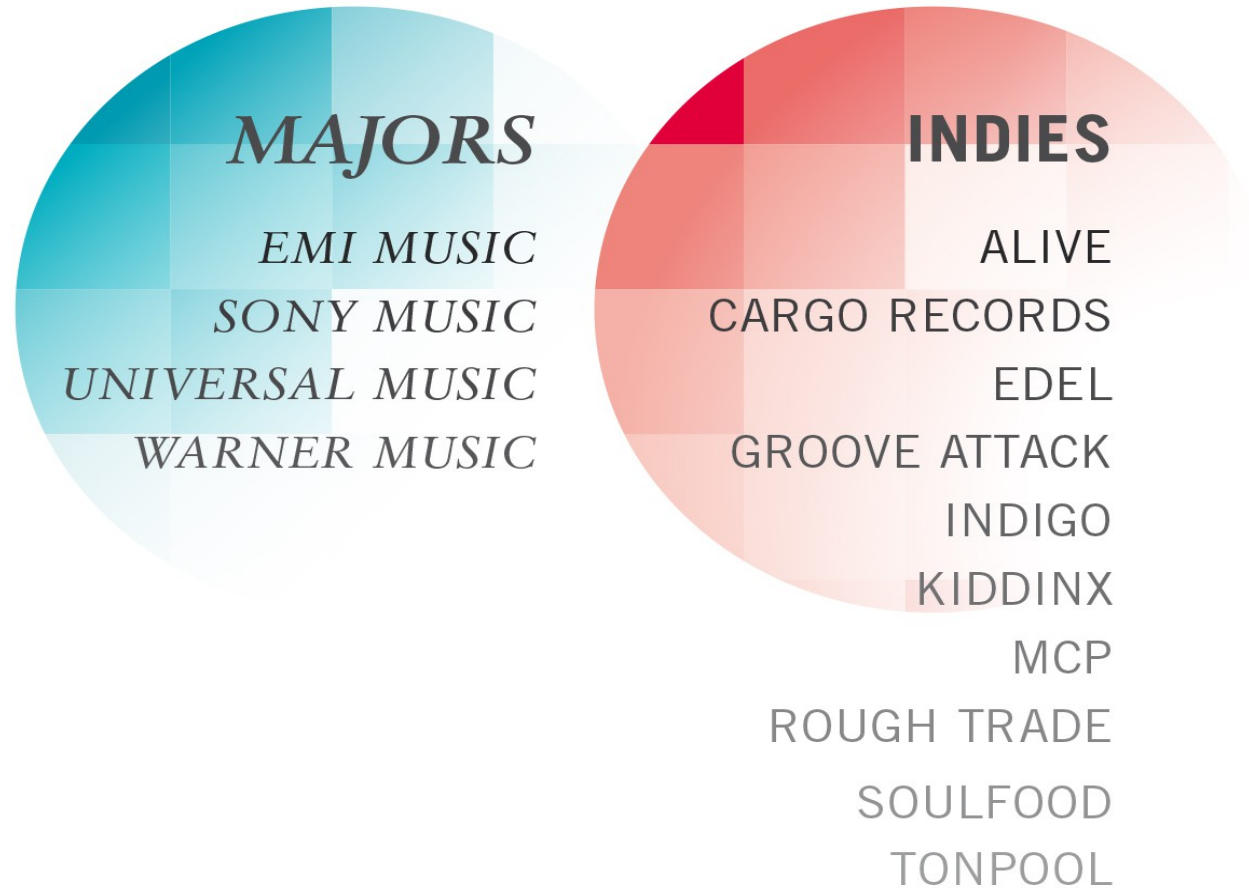 MAJORS
EMI MUSIC
SONY MUSIC
UNIVERSAL MUSIC
WARNER MUSIC
INDIES
ALIVE
CARGO RECORDS
EDEL
GROOVE ATTACK
INDIGO
KIDDINX
MCP
ROUGH TRADE
SOULFOOD
TONPOOL